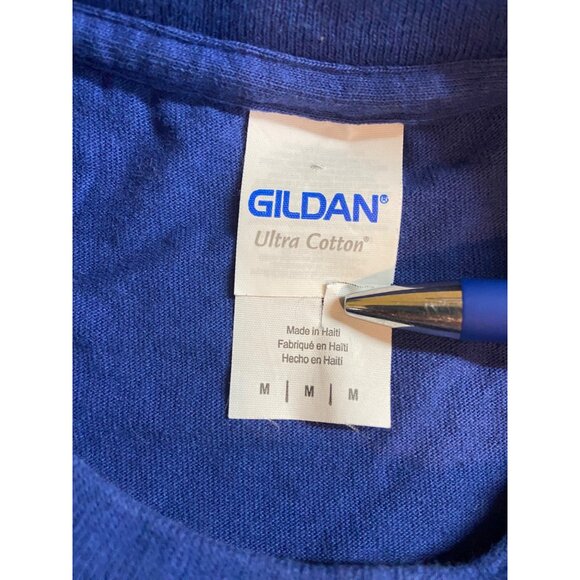 GILDAN®
Ultra Cotton®
Made in Haiti
Fabriqué en Haïti
Hecho en Haití
M | M | M